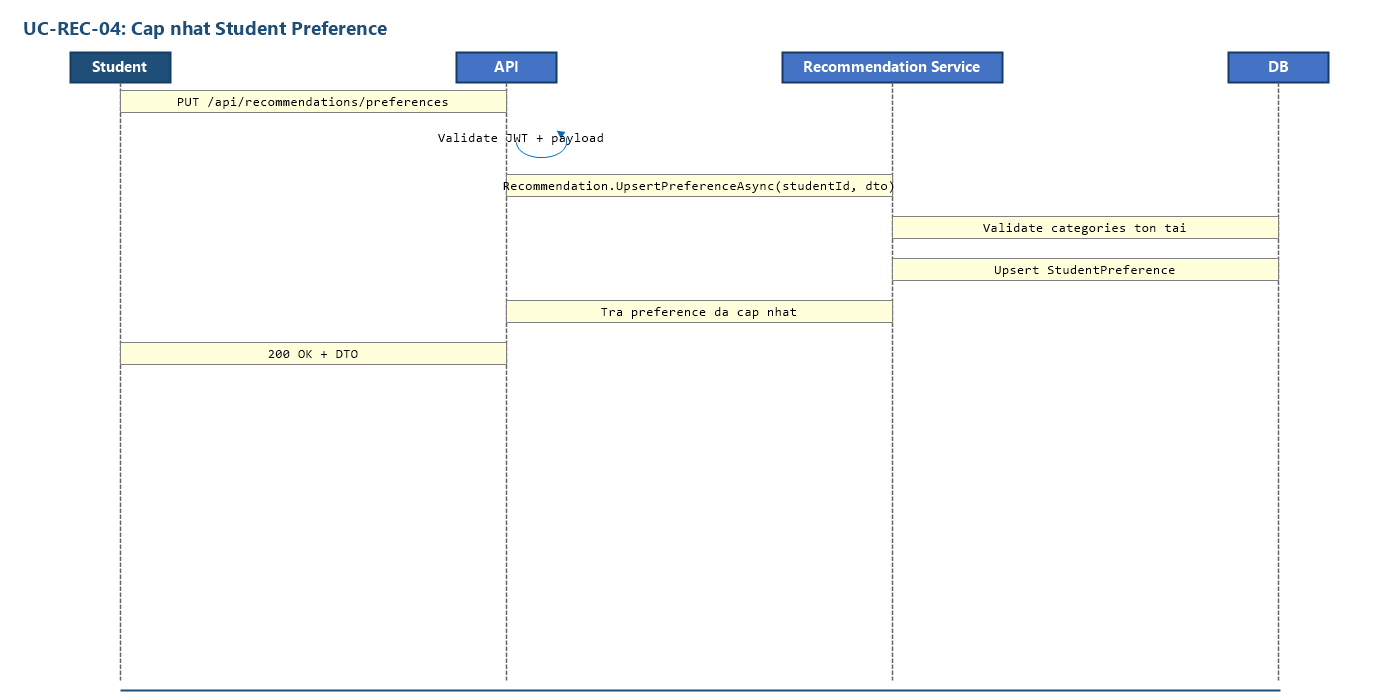 UC-REC-04: Cap nhat Student Preference
Student
API
Recommendation Service
DB
PUT /api/recommendations/preferences
Validate JWT + payload
Recommendation.UpsertPreferenceAsync(studentId, dto)
Validate categories ton tai
Upsert StudentPreference
Tra preference da cap nhat
200 OK + DTO